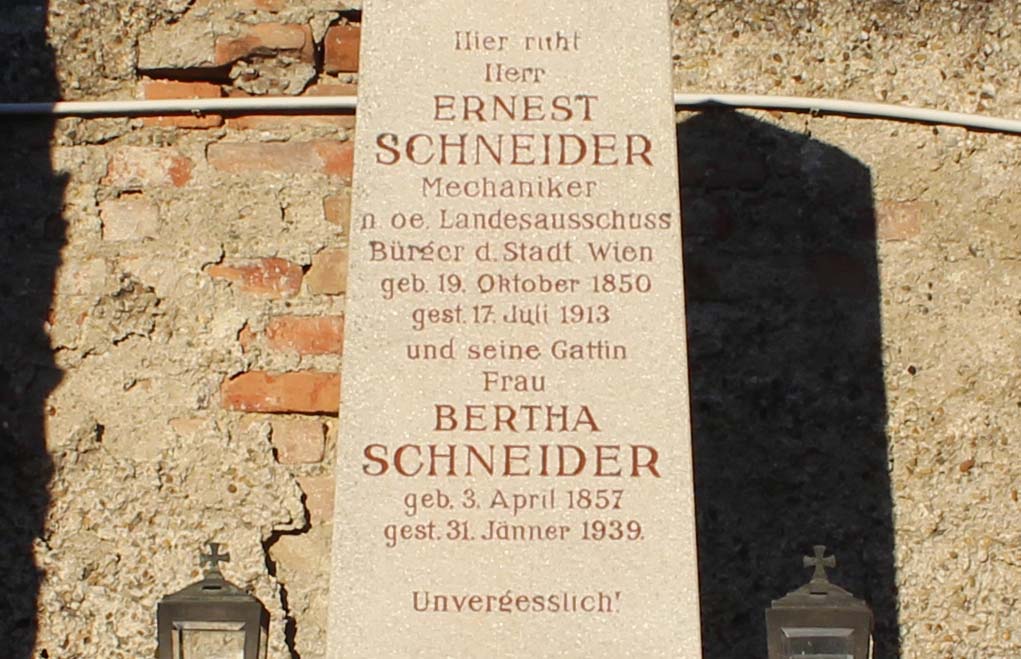 Hier ruht
Herr
ERNEST
SCHNEIDER
Mechaniker
n. oe. Landesausschuss
Bürger d. Stadt Wien
geb. 19. Oktober 1850
gest. 17. Juli 1913
und seine Gattin
Frau
BERTHA
SCHNEIDER
geb. 3. April 1857
gest. 31. Jänner 1939.
Unvergesslich!